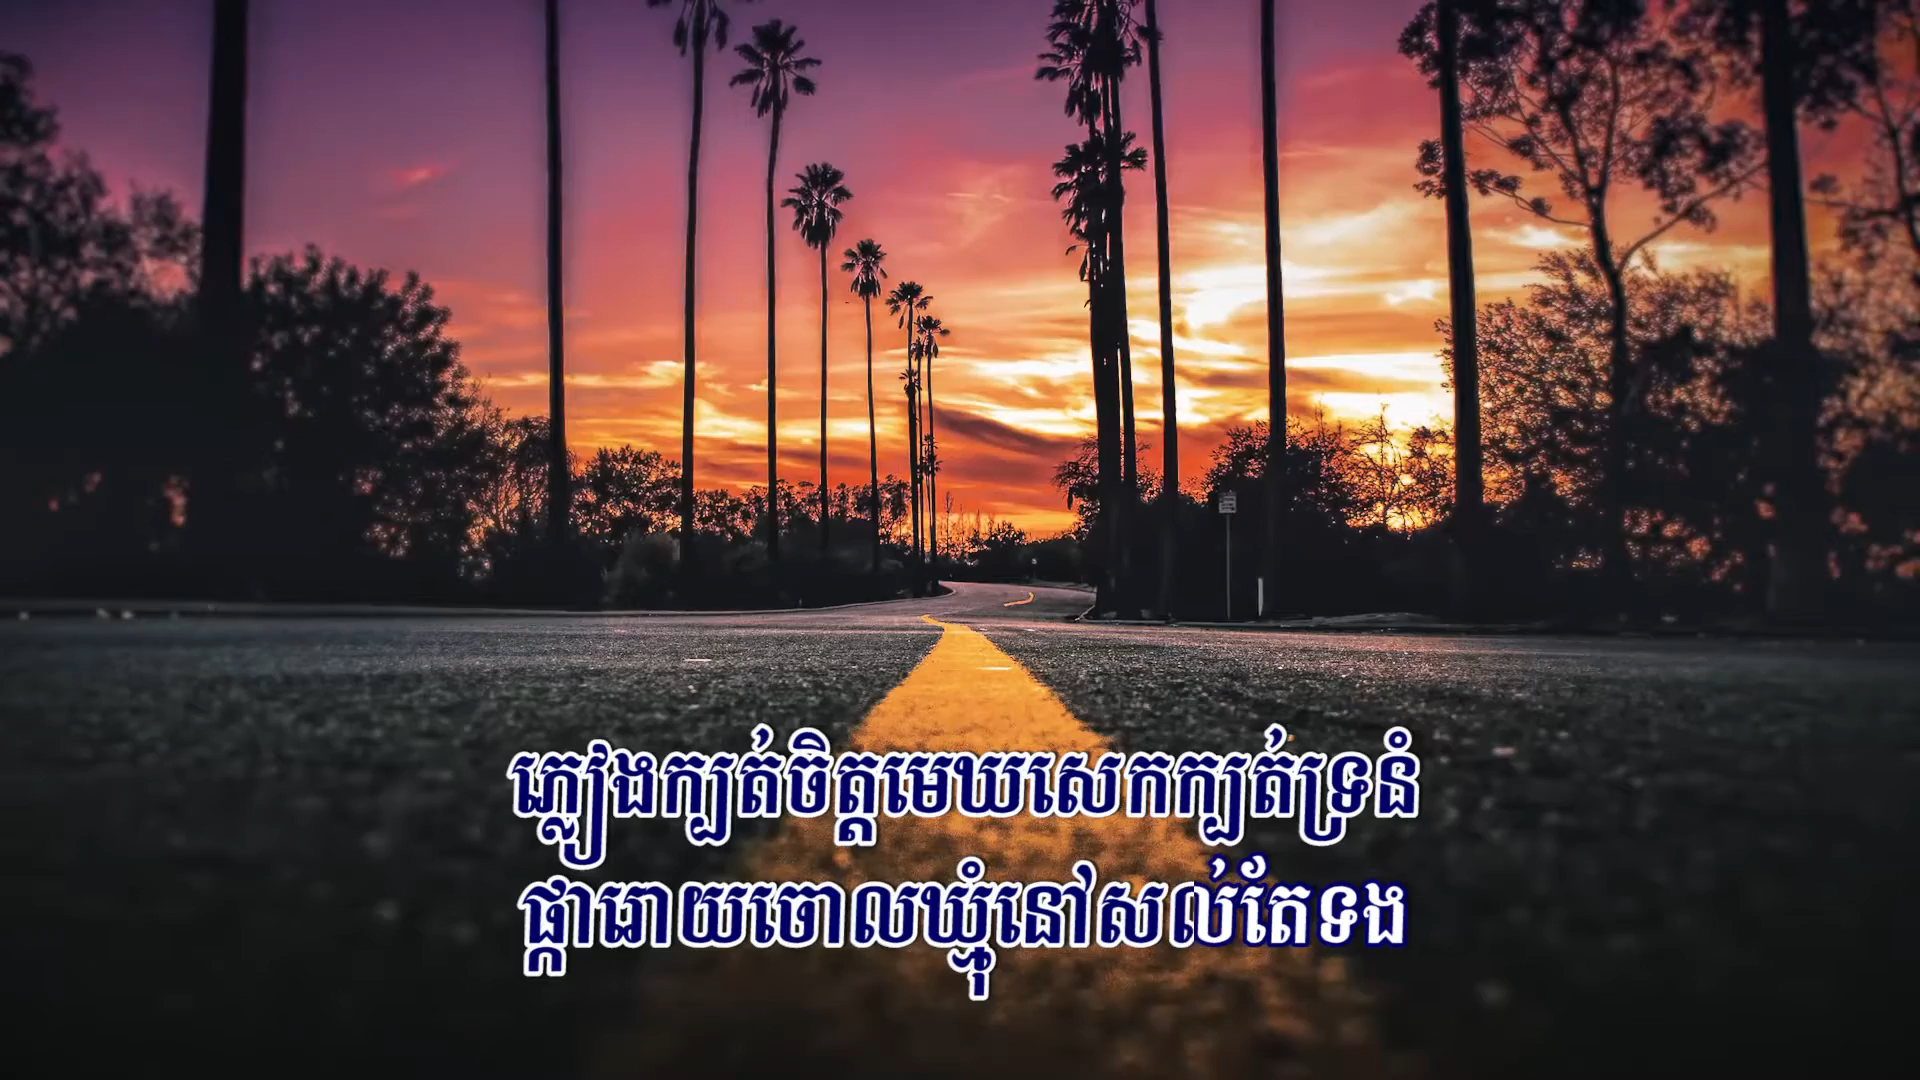 ភ្លៀងក្បត់ចិត្តមេឃសេកក្បត់ទ្រនំ
ផ្ការោយចោលឃ្មុំនៅសល់តែទង